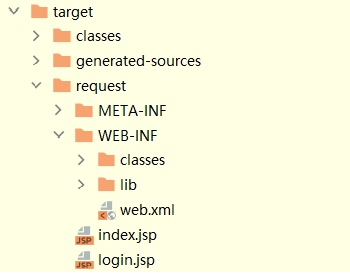 target
classes
generated-sources
request
META-INF
WEB-INF
classes
lib
web.xml
JSP
index.jsp
JSP
login.jsp